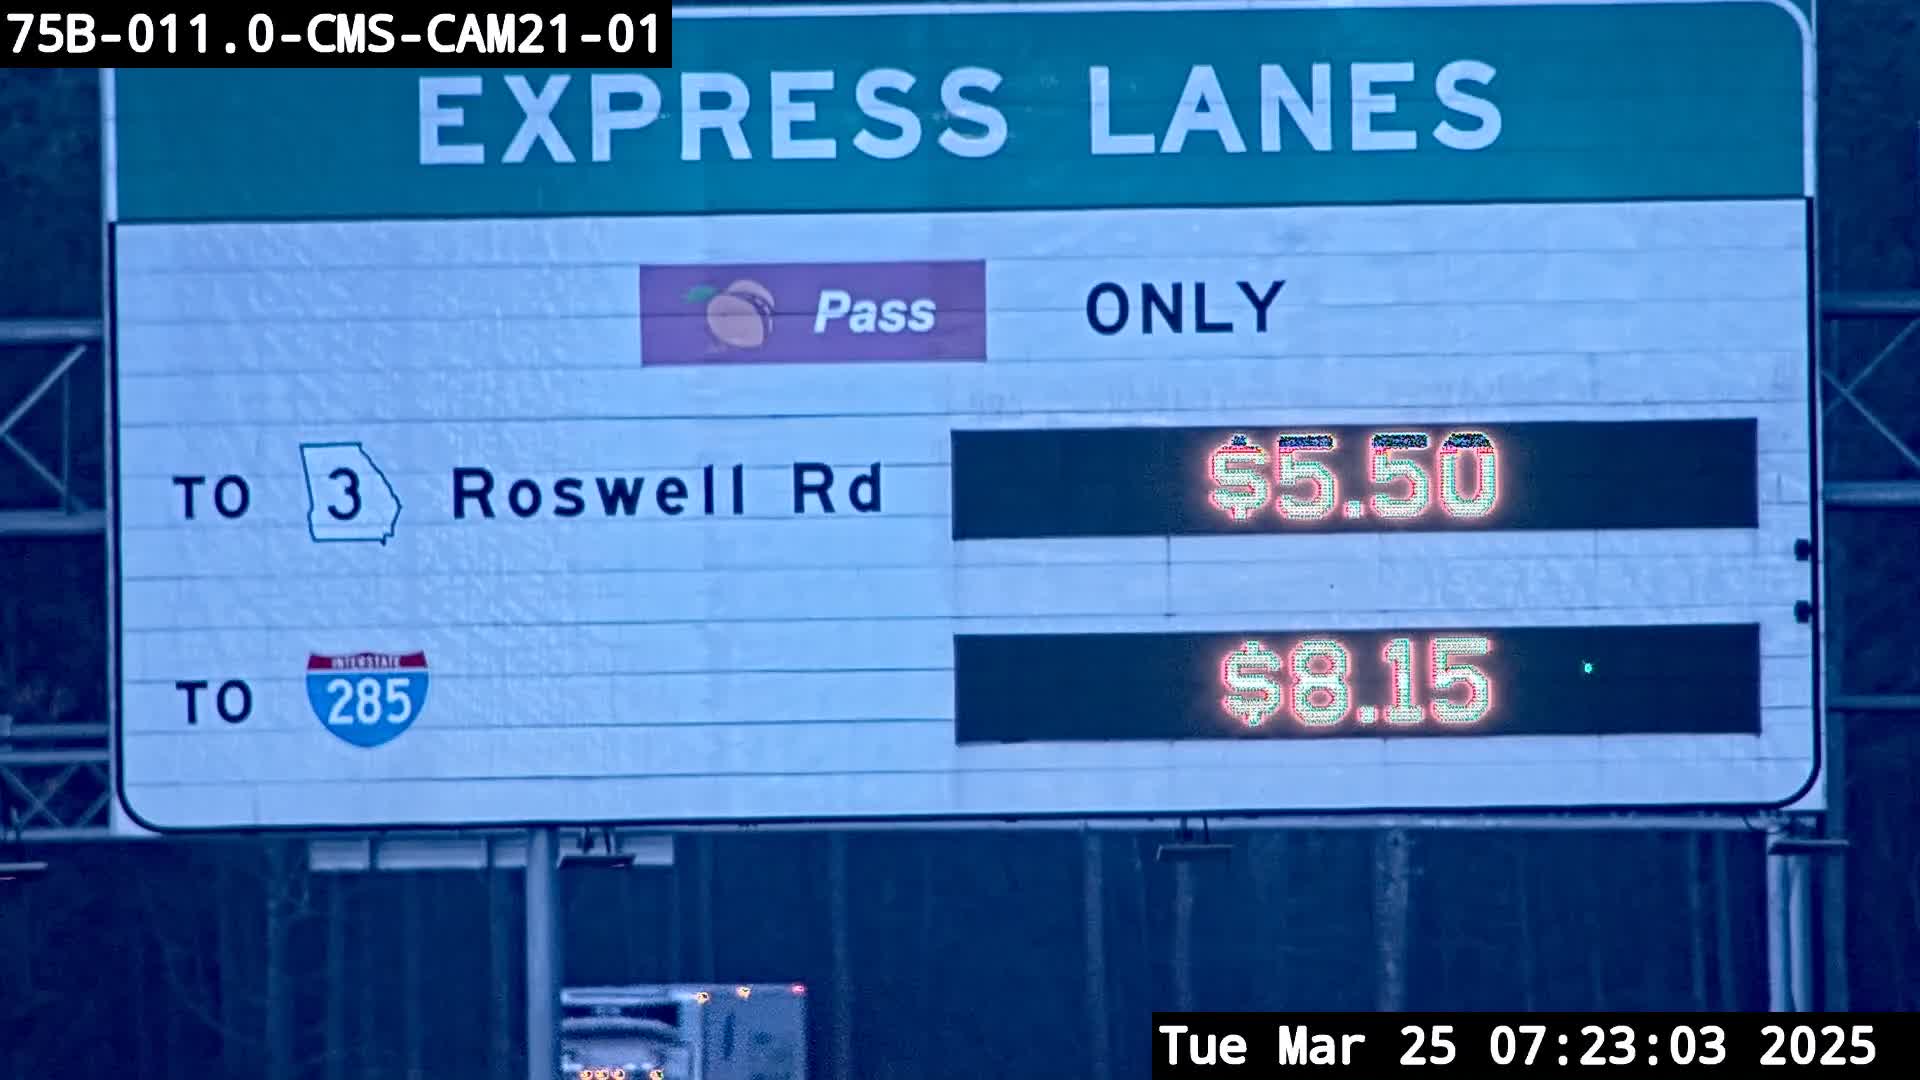 75B-011.0-CMS-CAM21-01
EXPRESS LANES
Pass ONLY
TO 3 Roswell Rd $5.50
TO INTERSTATE 285 $8.15
Tue Mar 25 07:23:03 2025